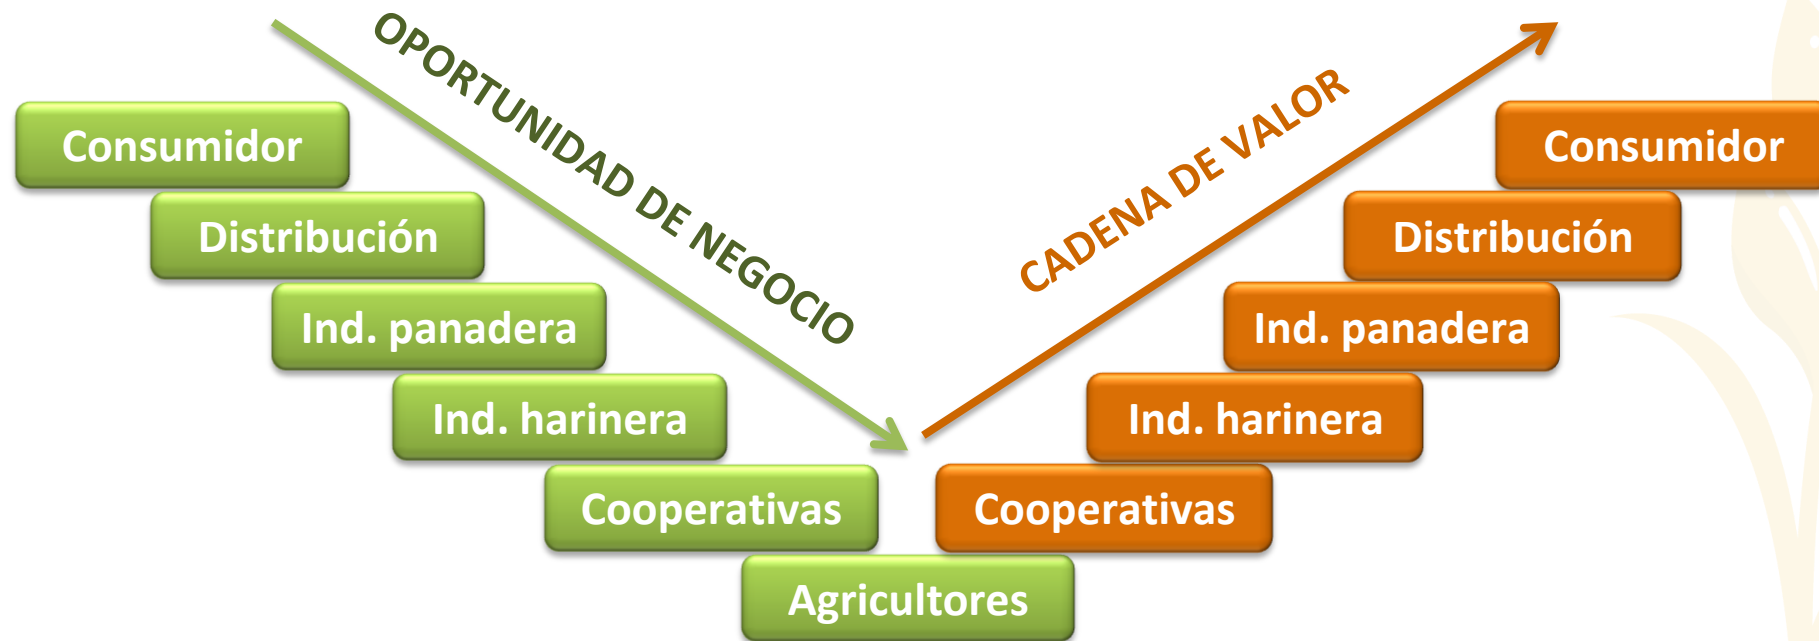 OPORTUNIDAD DE NEGOCIO
Consumidor
Distribución
Ind. panadera
Ind. harinera
Cooperativas
Agricultores
CADENA DE VALOR
Consumidor
Distribución
Ind. panadera
Ind. harinera
Cooperativas